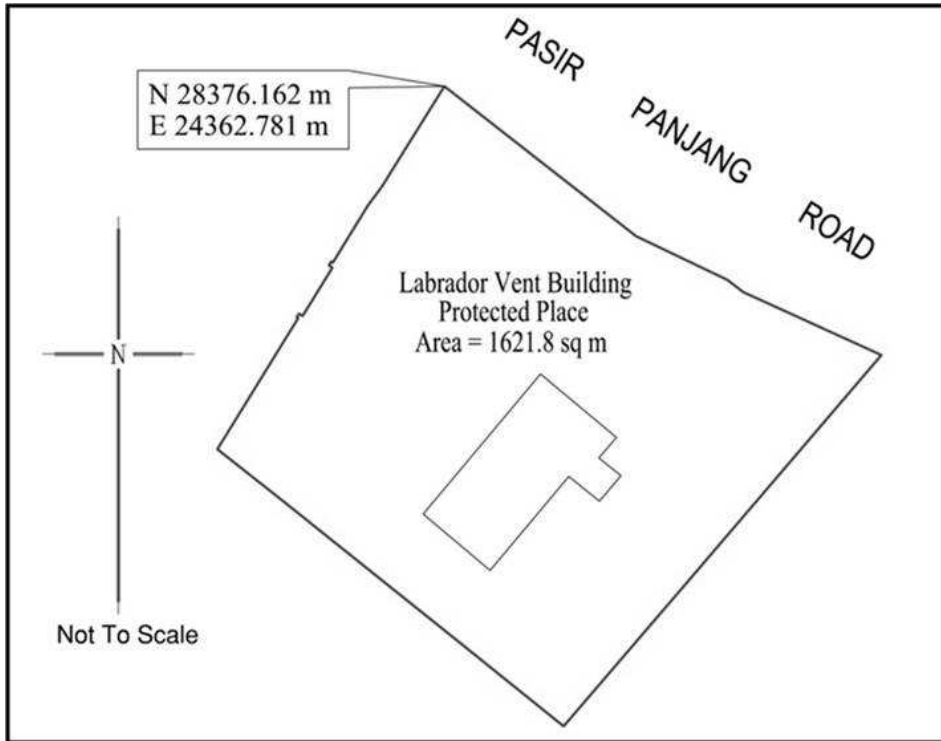 PASIR PANJANG ROAD
N 28376.162 m
E 24362.781 m
Labrador Vent Building
Protected Place
Area = 1621.8 sq m
N
Not To Scale